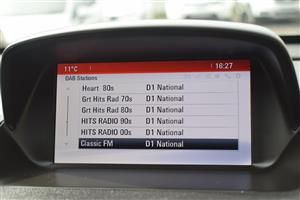 11°C 16:27
DAB Stations
Heart 80s D1 National
Grt Hits Rad 70s D1 National
Grt Hits Rad 80s D1 National
HITS RADIO 90s D1 National
HITS RADIO 00s D1 National
Classic FM D1 National